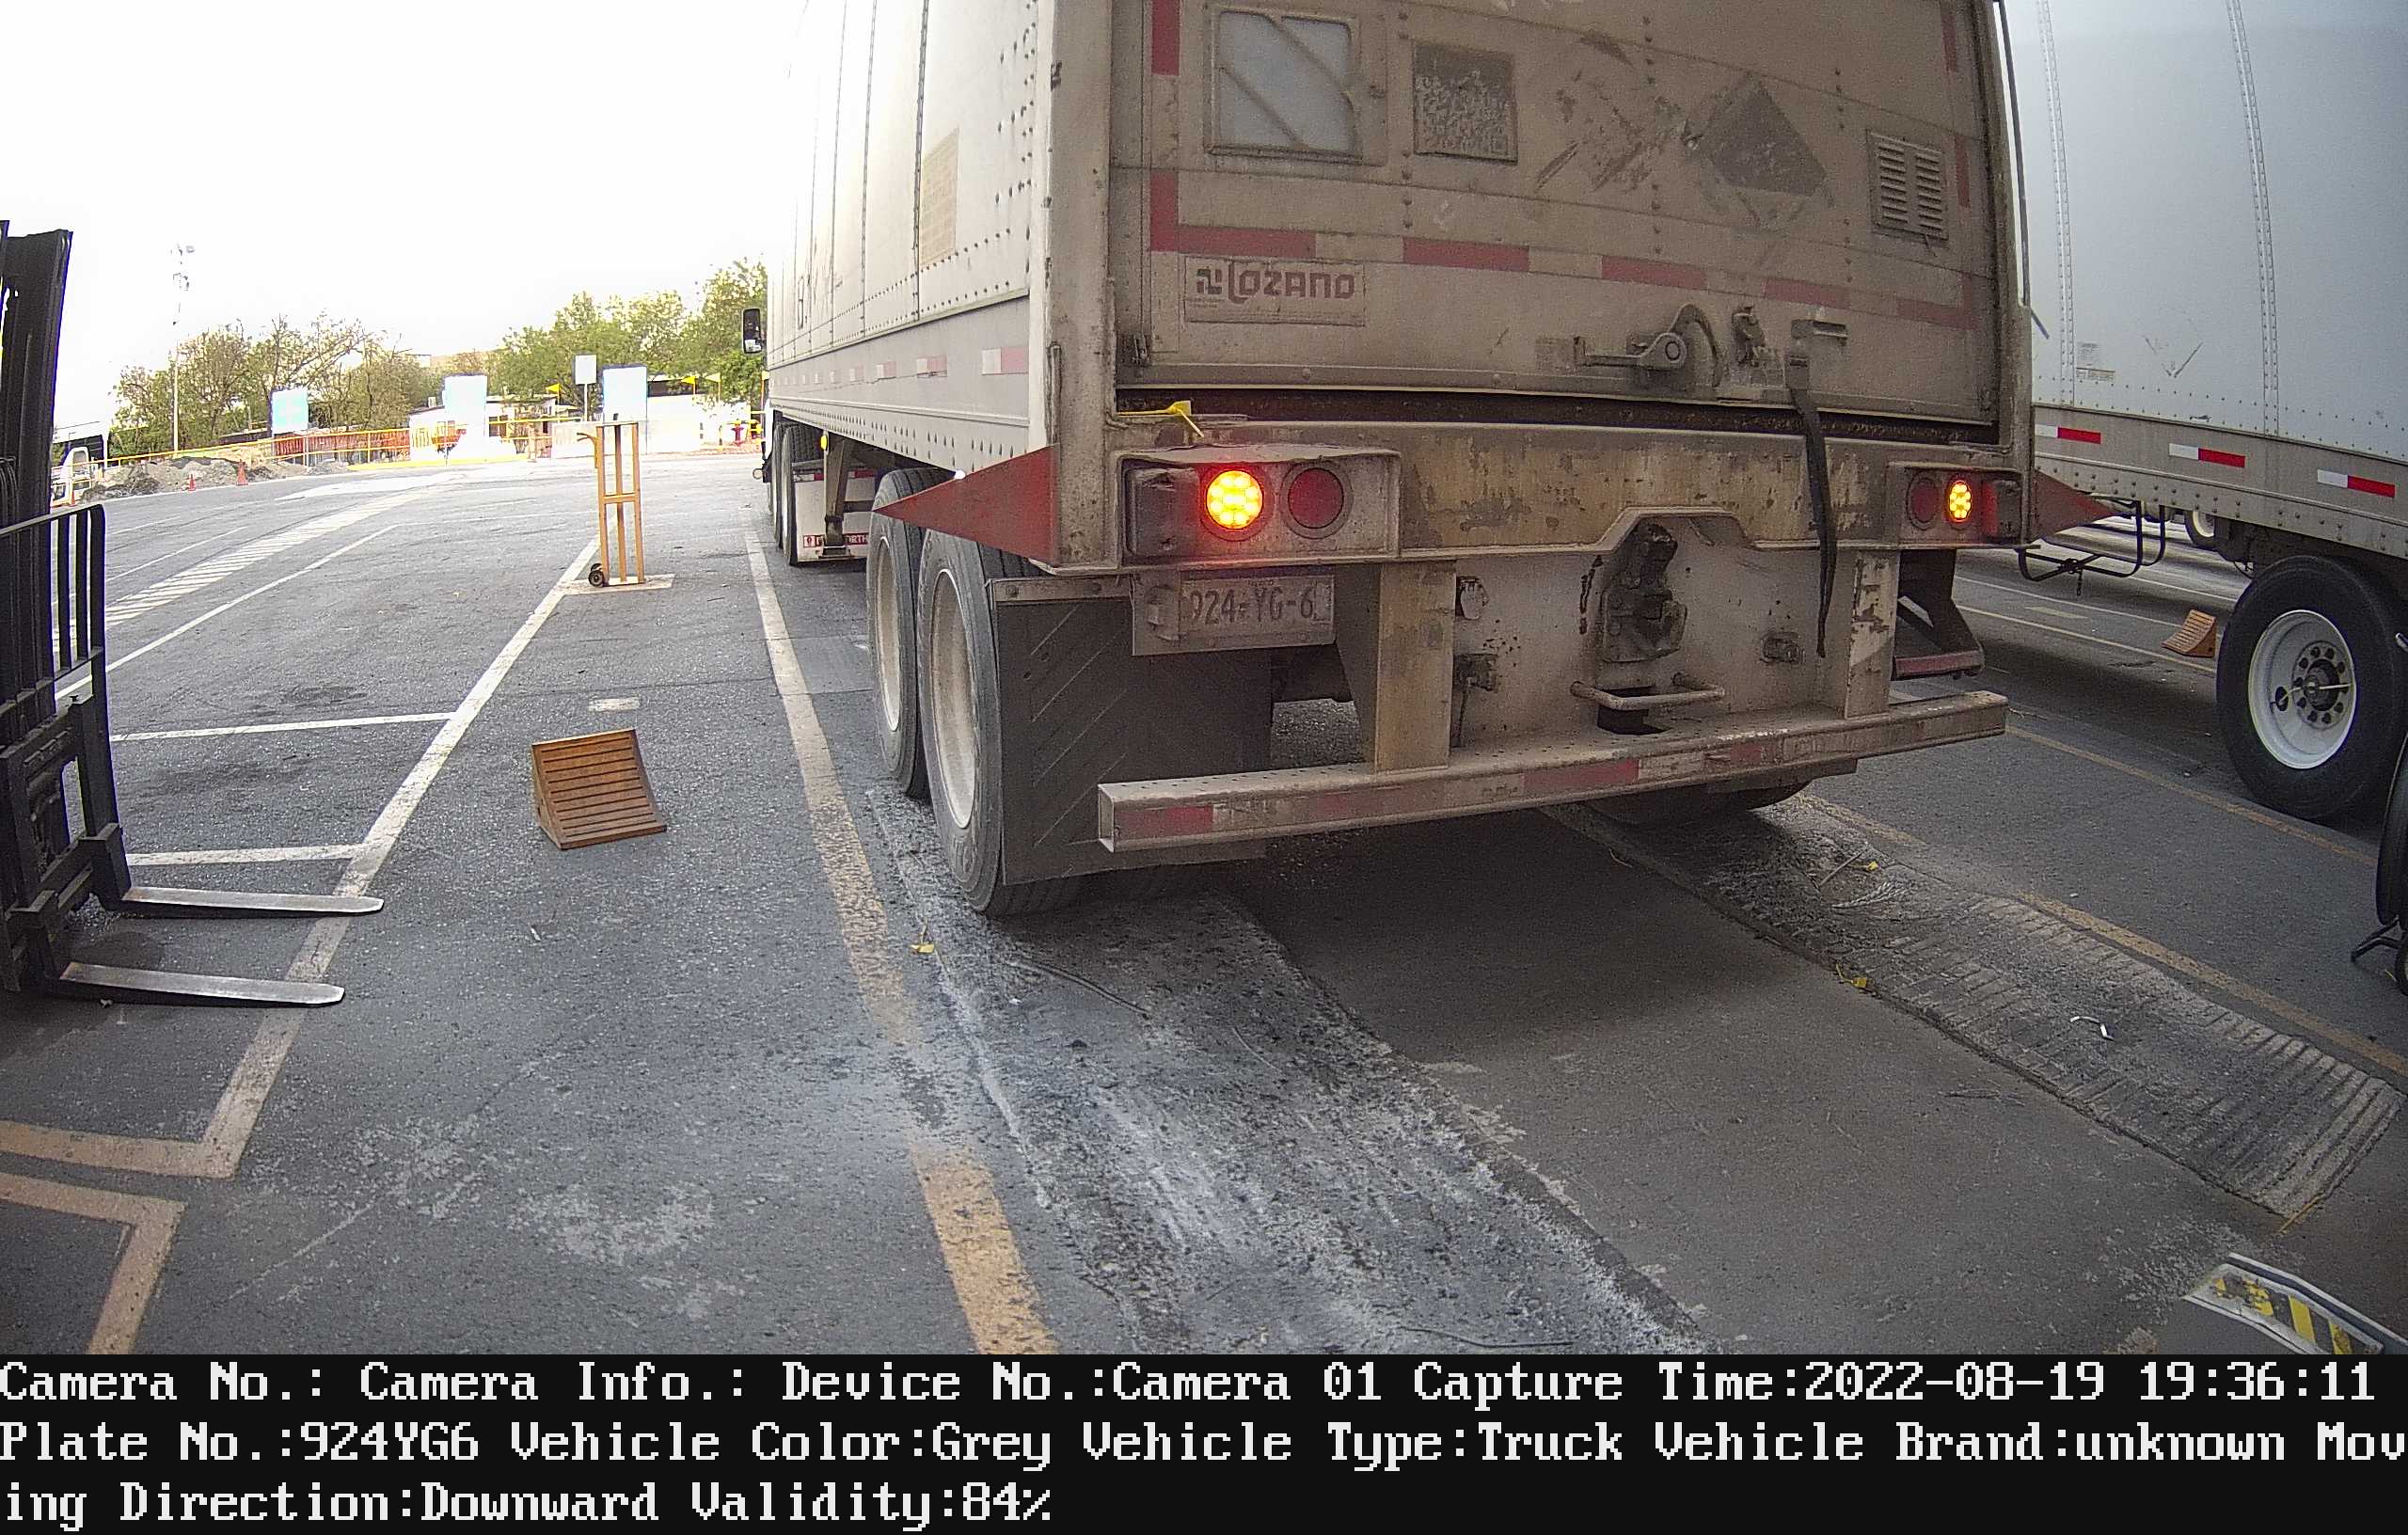 LOZANO
924-YG-6
Camera No.: Camera Info.: Device No.:Camera 01 Capture Time:2022-08-19 19:36:11
Plate No.:924YG6 Vehicle Color:Grey Vehicle Type:Truck Vehicle Brand:unknown Mov
ing Direction:Downward Validity:84%